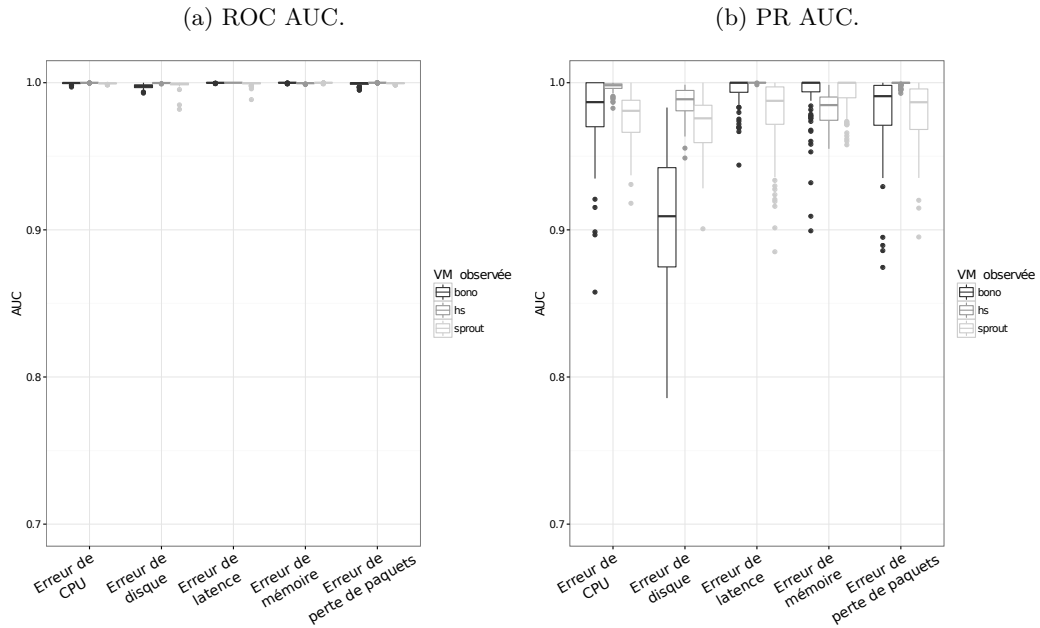 (a) ROC AUC.
1.0
0.9
0.8
0.7
AUC
Erreur de
CPU
Erreur de
disque
Erreur de
latence
Erreur de
mémoire
Erreur de
perte de paquets
VM observée
bono
hs
sprout
(b) PR AUC.
1.0
0.9
0.8
0.7
AUC
Erreur de
CPU
Erreur de
disque
Erreur de
latence
Erreur de
mémoire
Erreur de
perte de paquets
VM observée
bono
hs
sprout